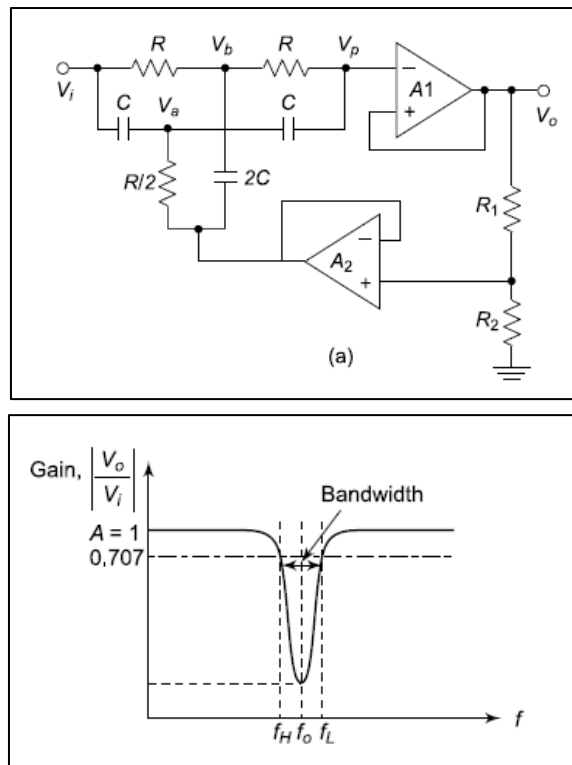 R V_b R V_p
V_i C V_a C − A1 + V_o
R/2 2C R_1
− A_2 +
R_2
(a)
Gain, |V_o/V_i|
Bandwidth
A = 1
0.707
f_H f_o f_L f